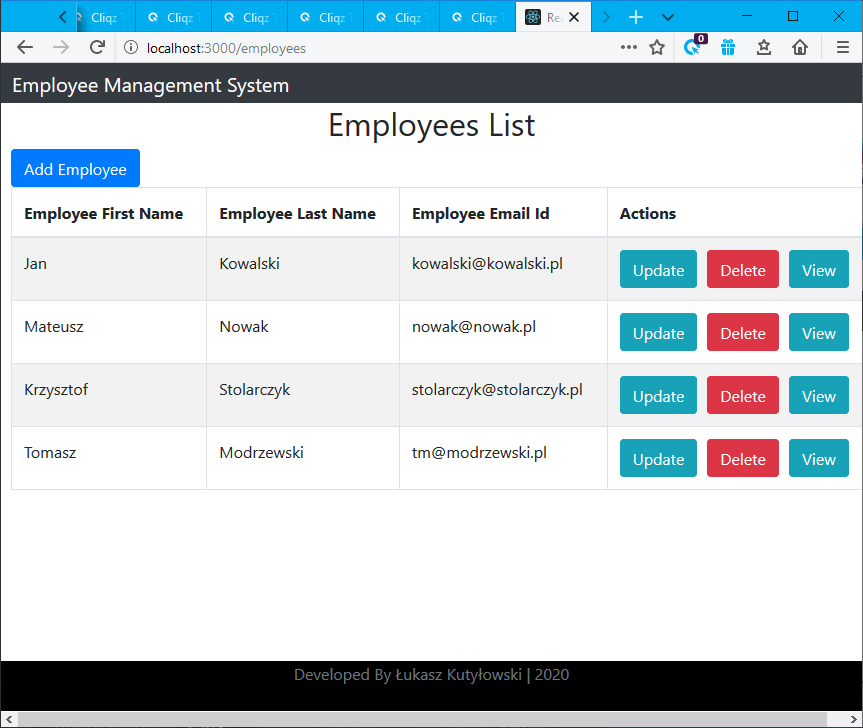 Cliqz Cliqz Cliqz Cliqz Cliqz Cliqz Re
localhost:3000/employees
0
Employee Management System
Employees List
Add Employee
Employee First Name Employee Last Name Employee Email Id Actions
Jan Kowalski kowalski@kowalski.pl Update Delete View
Mateusz Nowak nowak@nowak.pl Update Delete View
Krzysztof Stolarczyk stolarczyk@stolarczyk.pl Update Delete View
Tomasz Modrzewski tm@modrzewski.pl Update Delete View
Developed By Łukasz Kutyłowski | 2020